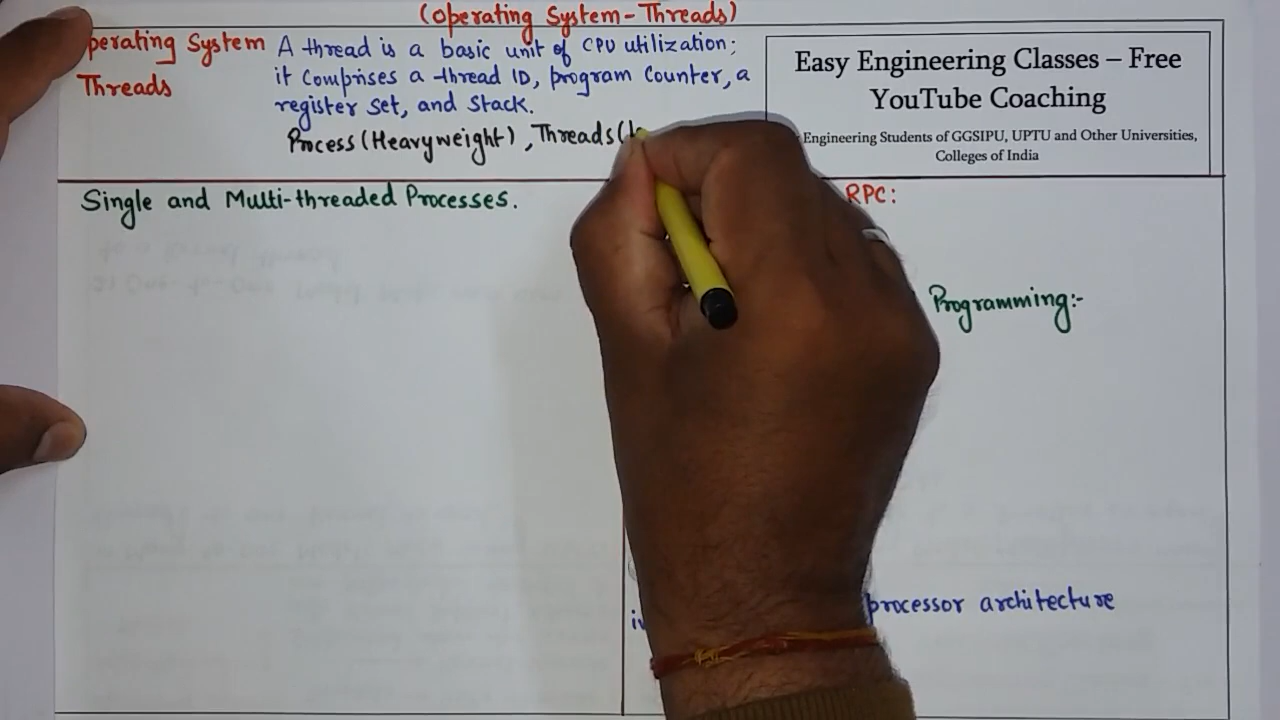 (Operating System-Threads)
perating System
Threads
A thread is a basic unit of CPU utilization;
it comprises a thread ID, program counter, a
register set, and stack.
Process (Heavyweight), Threads (
Easy Engineering Classes – Free
YouTube Coaching
Engineering Students of GGSIPU, UPTU and Other Universities,
Colleges of India
Single and Multi-threaded Processes.
RPC:
Programming:-
processor architecture